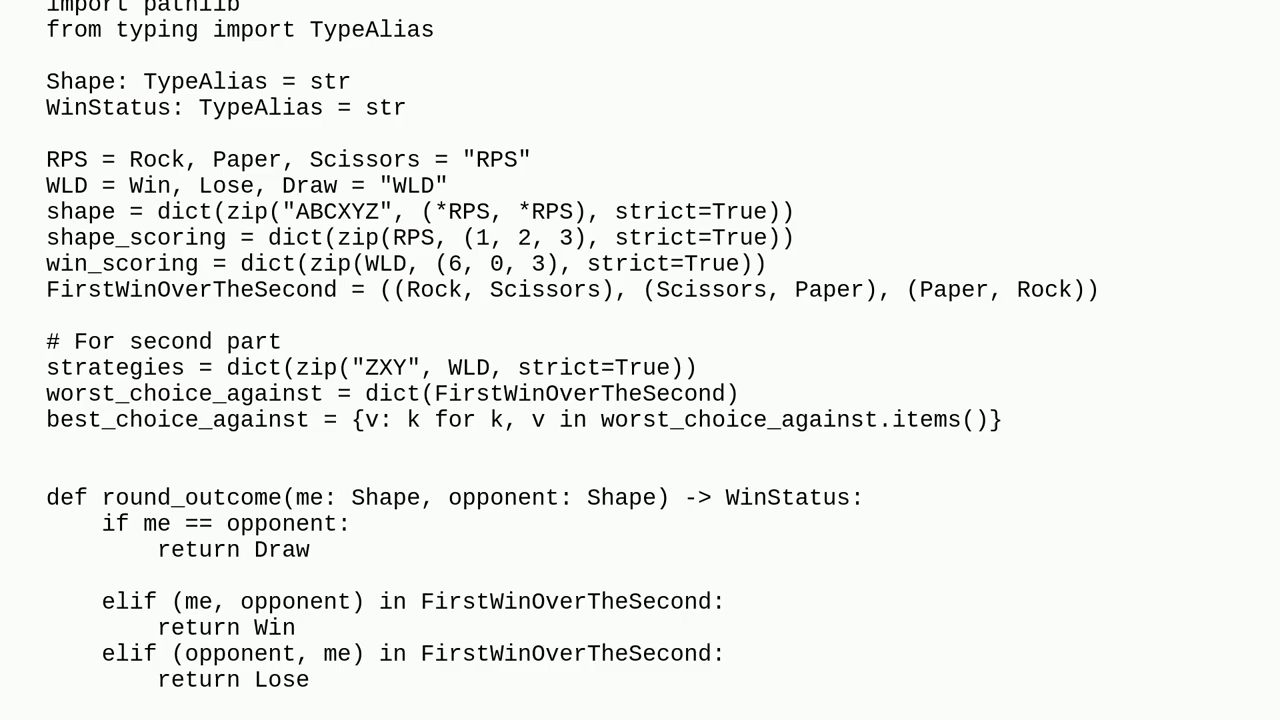 import pathlib
from typing import TypeAlias

Shape: TypeAlias = str
WinStatus: TypeAlias = str

RPS = Rock, Paper, Scissors = "RPS"
WLD = Win, Lose, Draw = "WLD"
shape = dict(zip("ABCXYZ", (*RPS, *RPS), strict=True))
shape_scoring = dict(zip(RPS, (1, 2, 3), strict=True))
win_scoring = dict(zip(WLD, (6, 0, 3), strict=True))
FirstWinOverTheSecond = ((Rock, Scissors), (Scissors, Paper), (Paper, Rock))

# For second part
strategies = dict(zip("ZXY", WLD, strict=True))
worst_choice_against = dict(FirstWinOverTheSecond)
best_choice_against = {v: k for k, v in worst_choice_against.items()}


def round_outcome(me: Shape, opponent: Shape) -> WinStatus:
    if me == opponent:
        return Draw

    elif (me, opponent) in FirstWinOverTheSecond:
        return Win
    elif (opponent, me) in FirstWinOverTheSecond:
        return Lose